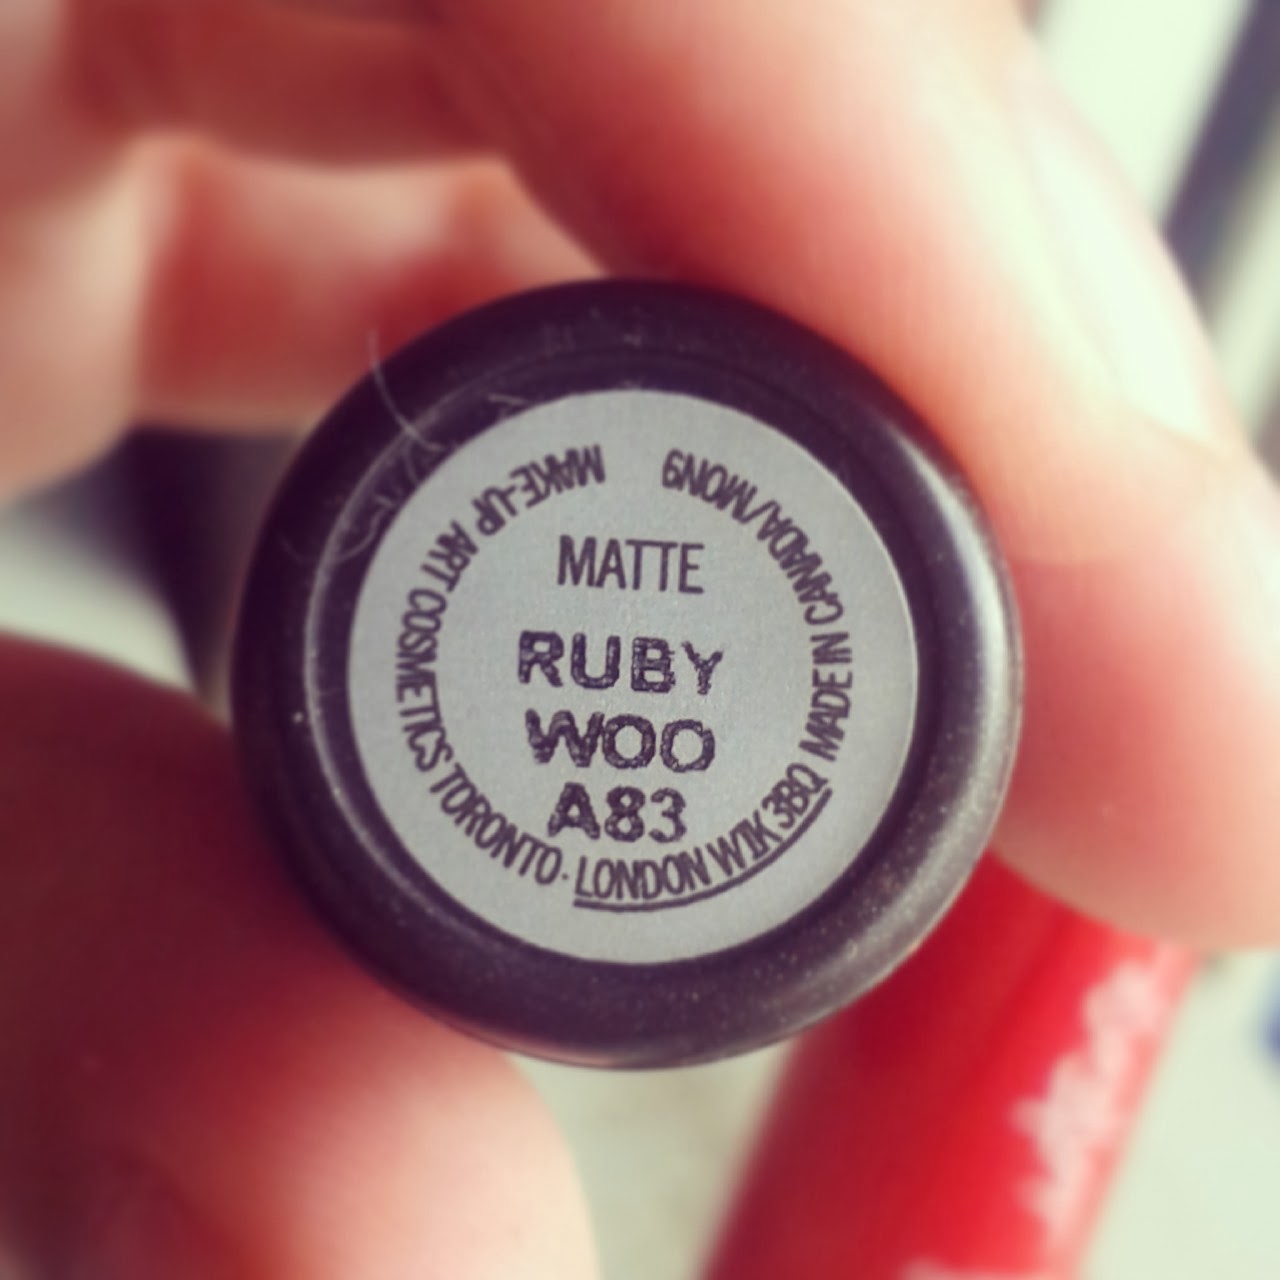 MATTE
RUBY
WOO
A83
MAKE-UP ART COSMETICS TORONTO · LONDON W1K 3BQ MADE IN CANADA/MON9